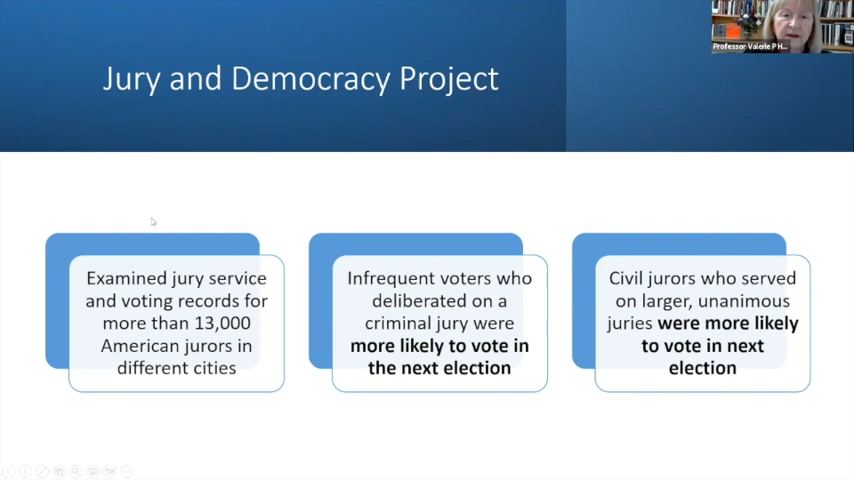 Professor Valerie P H...
Jury and Democracy Project
Examined jury service
and voting records for
more than 13,000
American jurors in
different cities
Infrequent voters who
deliberated on a
criminal jury were
more likely to vote in
the next election
Civil jurors who served
on larger, unanimous
juries were more likely
to vote in next
election